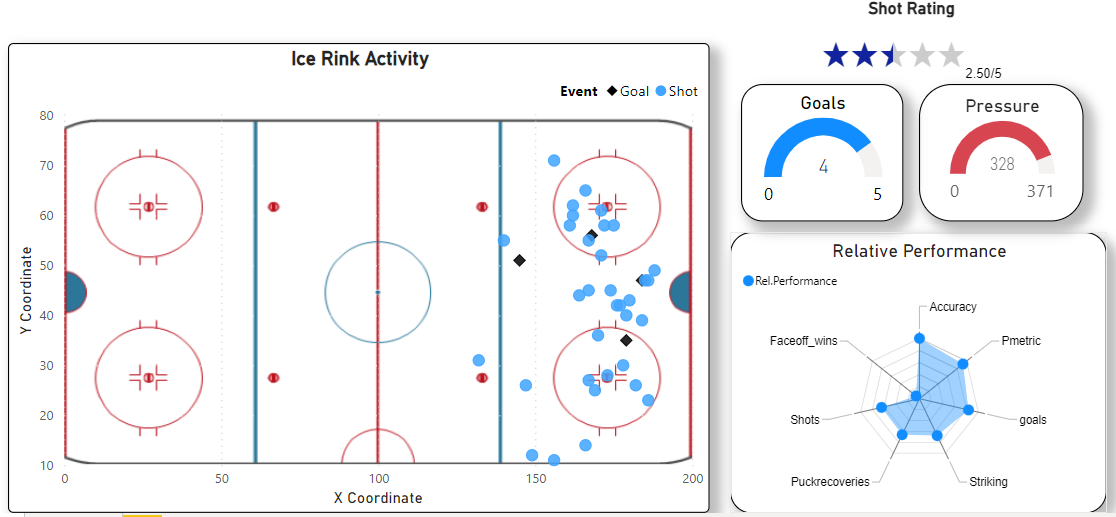 Shot Rating
2.50/5
Ice Rink Activity
Event Goal Shot
80
70
60
50
40
30
20
10
Y Coordinate
0 50 100 150 200
X Coordinate
Goals
4
0 5
Pressure
328
0 371
Relative Performance
Rel.Performance
Accuracy
Faceoff_wins Pmetric
Shots goals
Puckrecoveries Striking